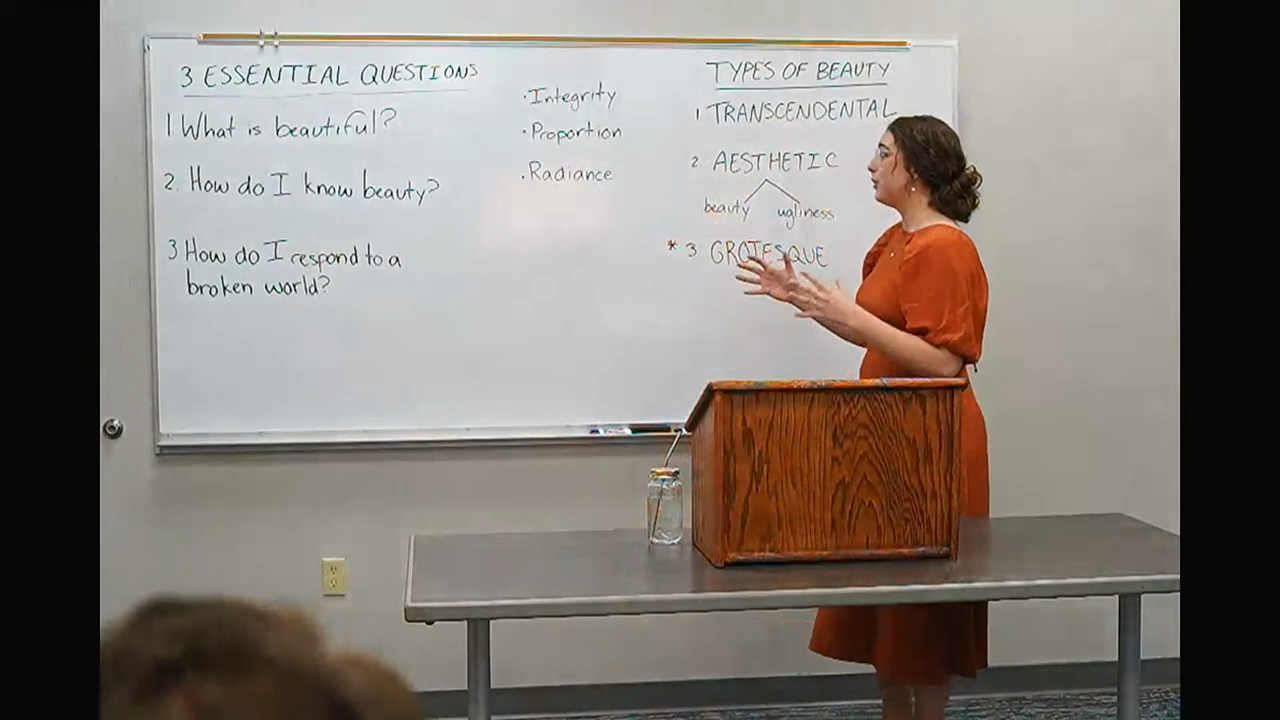 3 ESSENTIAL QUESTIONS
1 What is beautiful?
2. How do I know beauty?
3 How do I respond to a
broken world?
· Integrity
· Proportion
· Radiance
TYPES OF BEAUTY
1 TRANSCENDENTAL
2. AESTHETIC
beauty ugliness
* 3 GROTESQUE